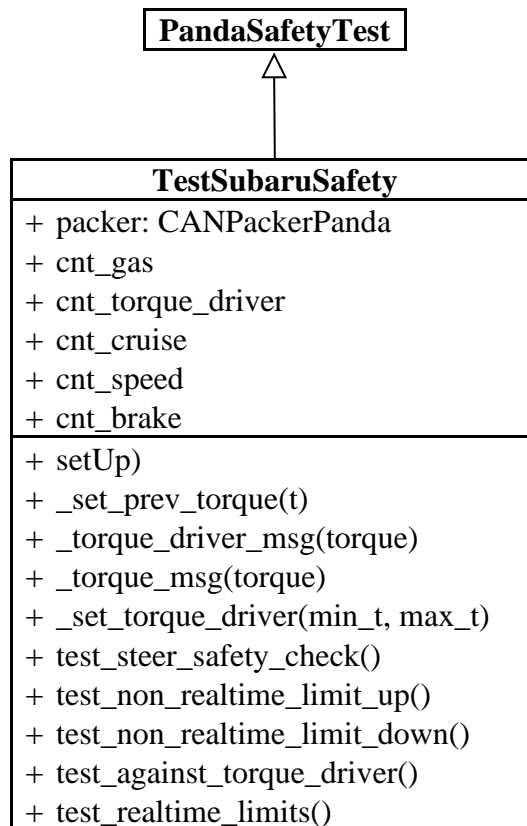 PandaSafetyTest
TestSubaruSafety
+ packer: CANPackerPanda
+ cnt_gas
+ cnt_torque_driver
+ cnt_cruise
+ cnt_speed
+ cnt_brake
+ setUp)
+ _set_prev_torque(t)
+ _torque_driver_msg(torque)
+ _torque_msg(torque)
+ _set_torque_driver(min_t, max_t)
+ test_steer_safety_check()
+ test_non_realtime_limit_up()
+ test_non_realtime_limit_down()
+ test_against_torque_driver()
+ test_realtime_limits()